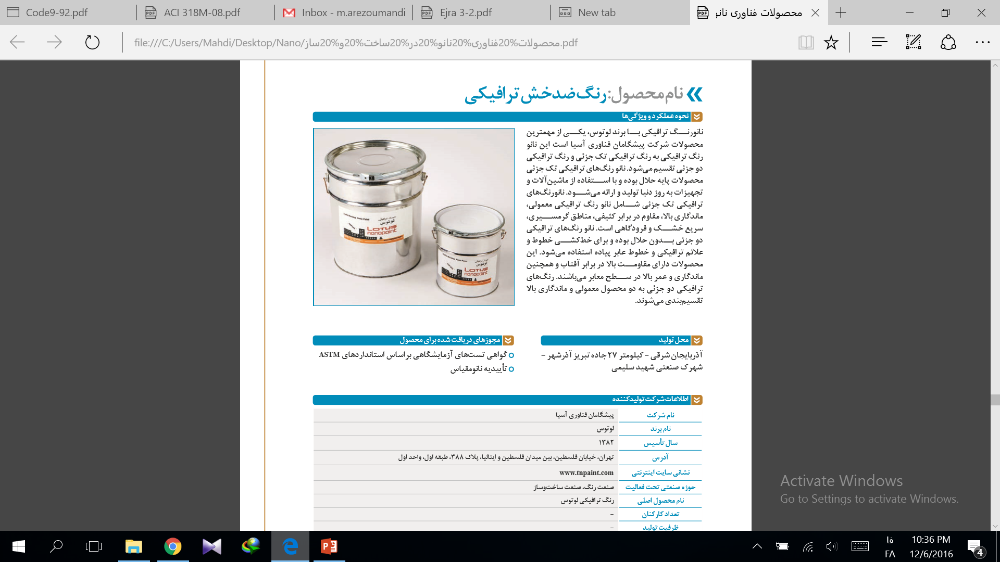 Code9-92.pdf
ACI 318M-08.pdf
Inbox - m.arezoumandi
Ejra 3-2.pdf
New tab
محصولات فناوری نانو
file:///C:/Users/Mahdi/Desktop/Nano/محصولات%20فناوری%20نانو%20در%20ساخت%20و%20ساز.pdf
نام محصول: رنگ ضدخش ترافیکی
نحوه عملکرد و ویژگی‌ها
نانورنگ ترافیکی با برند لوتوس، یکی از مهمترین
محصولات شرکت پیشگامان فناوری آسیا است این نانو
رنگ ترافیکی به رنگ ترافیکی تک جزئی و رنگ ترافیکی
دو جزئی تقسیم می‌شود. نانو رنگ‌های ترافیکی تک جزئی
محصولات پایه حلال بوده و با استفاده از ماشین‌آلات و
تجهیزات به روز دنیا تولید و ارائه می‌شود. نانورنگ‌های
ترافیکی تک جزئی شامل نانو رنگ ترافیکی معمولی،
ماندگاری بالا، مقاوم در برابر کثیفی، مناطق گرمسیری،
سریع خشک و فرودگاهی است. نانو رنگ‌های ترافیکی
دو جزئی بدون حلال بوده و برای خط‌کشی خطوط و
علائم ترافیکی و خطوط عابر پیاده استفاده می‌شود. این
محصولات دارای مقاومت بالا در برابر آفتاب و همچنین
ماندگاری و عمر بالا در سطح معابر می‌باشند. رنگ‌های
ترافیکی دو جزئی به دو محصول معمولی و ماندگاری بالا
تقسیم‌بندی می‌شوند.
لوتوس
LOTUS
nanopaint
لوتوس
LOTUS
nanopaint
محل تولید
آذربایجان شرقی – کیلومتر ۲۷ جاده تبریز آذرشهر –
شهرک صنعتی شهید سلیمی
مجوزهای دریافت شده برای محصول
گواهی تست‌های آزمایشگاهی براساس استانداردهای ASTM
تأییدیه نانومقیاس
اطلاعات شرکت تولیدکننده
نام شرکت پیشگامان فناوری آسیا
نام برند لوتوس
سال تأسیس ۱۳۸۲
آدرس تهران، خیابان فلسطین، بین میدان فلسطین و ایتالیا، پلاک ۳۸۸، طبقه اول، واحد اول
نشانی سایت اینترنتی www.tnpaint.com
حوزه صنعتی تحت فعالیت صنعت رنگ، صنعت ساخت‌وساز
نام محصول اصلی رنگ ترافیکی لوتوس
تعداد کارکنان –
ظرفیت تولید –
Activate Windows
Go to Settings to activate Windows.
فا
FA
10:36 PM
12/6/2016
4